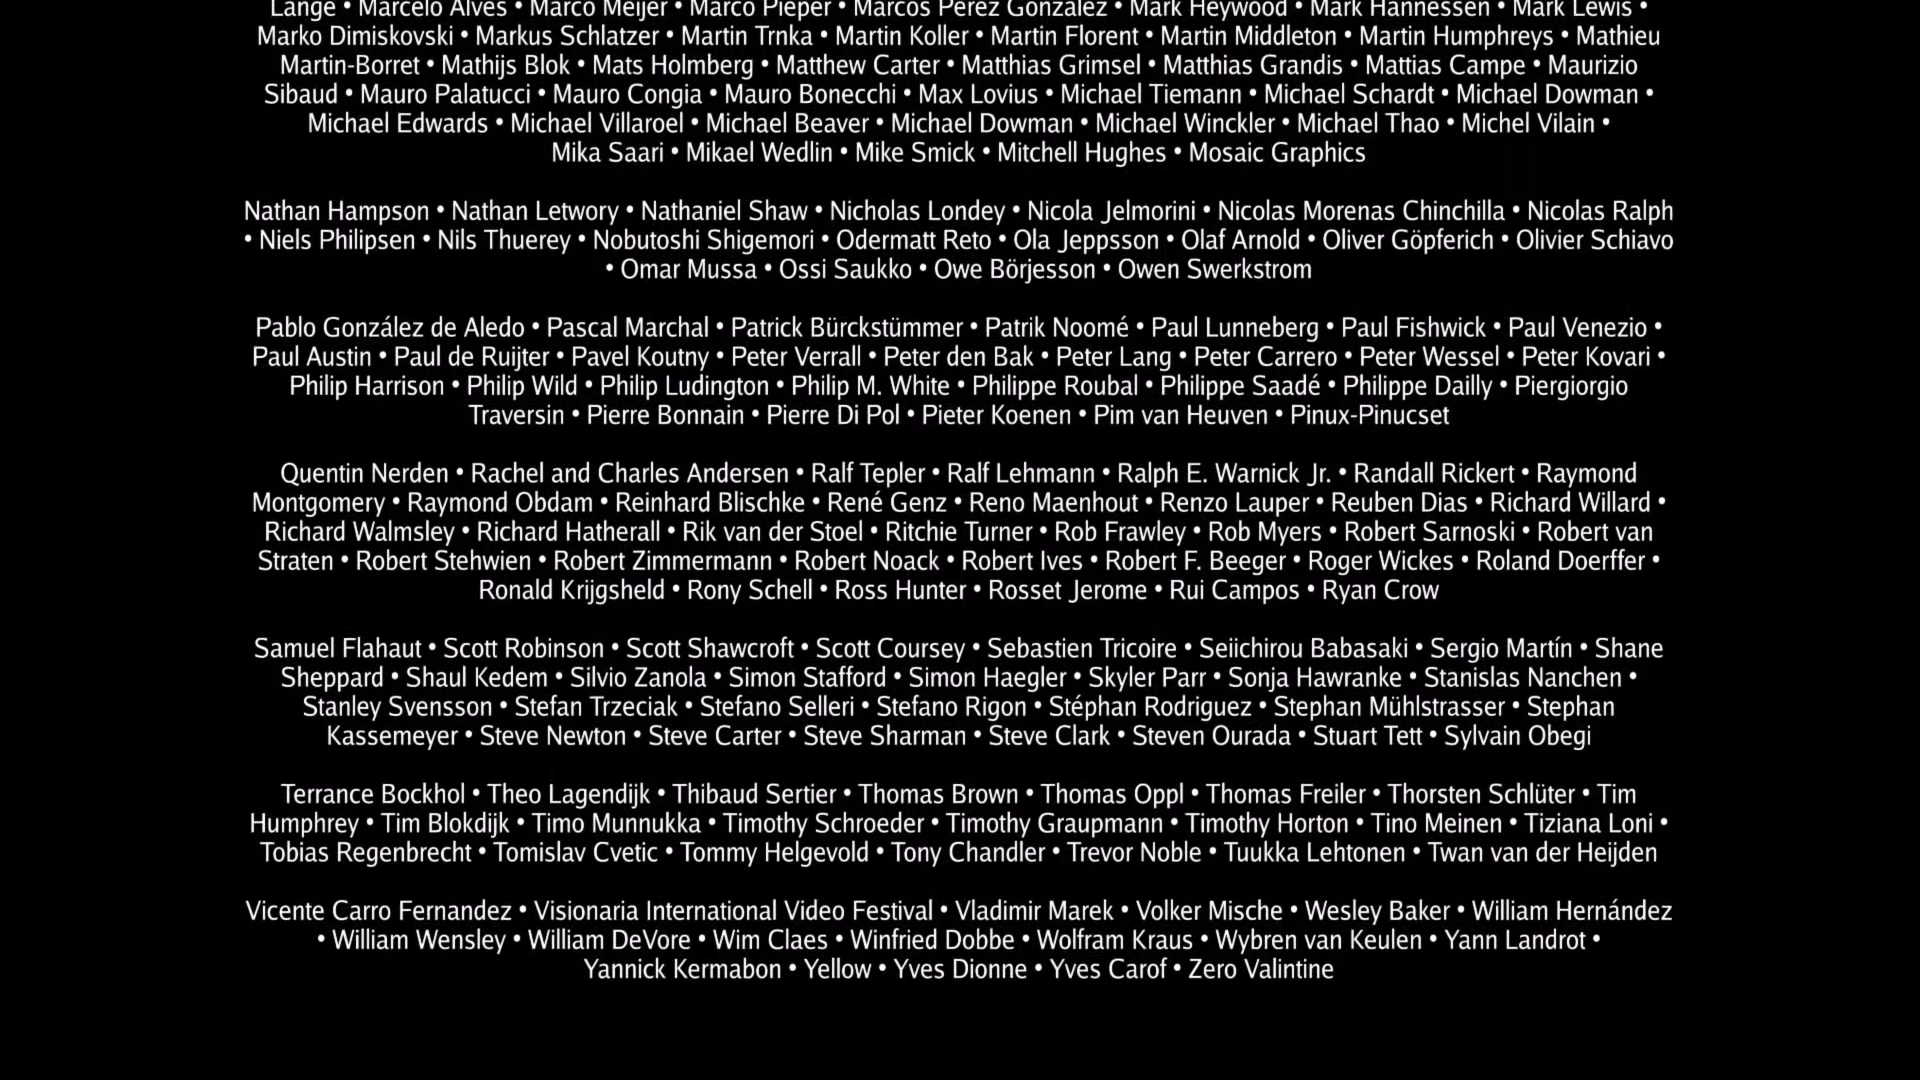 Lange • Marcelo Alves • Marco Meijer • Marco Pieper • Marcos Pérez González • Mark Heywood • Mark Hannessen • Mark Lewis •
Marko Dimiskovski • Markus Schlatzer • Martin Trnka • Martin Koller • Martin Florent • Martin Middleton • Martin Humphreys • Mathieu
Martin-Borret • Mathijs Blok • Mats Holmberg • Matthew Carter • Matthias Grimsel • Matthias Grandis • Mattias Campe • Maurizio
Sibaud • Mauro Palatucci • Mauro Congia • Mauro Bonecchi • Max Lovius • Michael Tiemann • Michael Schardt • Michael Dowman •
Michael Edwards • Michael Villaroel • Michael Beaver • Michael Dowman • Michael Winckler • Michael Thao • Michel Vilain •
Mika Saari • Mikael Wedlin • Mike Smick • Mitchell Hughes • Mosaic Graphics
Nathan Hampson • Nathan Letwory • Nathaniel Shaw • Nicholas Londey • Nicola Jelmorini • Nicolas Morenas Chinchilla • Nicolas Ralph
• Niels Philipsen • Nils Thuerey • Nobutoshi Shigemori • Odermatt Reto • Ola Jeppsson • Olaf Arnold • Oliver Göpferich • Olivier Schiavo
• Omar Mussa • Ossi Saukko • Owe Börjesson • Owen Swerkstrom
Pablo González de Aledo • Pascal Marchal • Patrick Bürckstümmer • Patrik Noomé • Paul Lunneberg • Paul Fishwick • Paul Venezio •
Paul Austin • Paul de Ruijter • Pavel Koutny • Peter Verrall • Peter den Bak • Peter Lang • Peter Carrero • Peter Wessel • Peter Kovari •
Philip Harrison • Philip Wild • Philip Ludington • Philip M. White • Philippe Roubal • Philippe Saadé • Philippe Dailly • Piergiorgio
Traversin • Pierre Bonnain • Pierre Di Pol • Pieter Koenen • Pim van Heuven • Pinux-Pinucset
Quentin Nerden • Rachel and Charles Andersen • Ralf Tepler • Ralf Lehmann • Ralph E. Warnick Jr. • Randall Rickert • Raymond
Montgomery • Raymond Obdam • Reinhard Blischke • René Genz • Reno Maenhout • Renzo Lauper • Reuben Dias • Richard Willard •
Richard Walmsley • Richard Hatherall • Rik van der Stoel • Ritchie Turner • Rob Frawley • Rob Myers • Robert Sarnoski • Robert van
Straten • Robert Stehwien • Robert Zimmermann • Robert Noack • Robert Ives • Robert F. Beeger • Roger Wickes • Roland Doerffer •
Ronald Krijgsheld • Rony Schell • Ross Hunter • Rosset Jerome • Rui Campos • Ryan Crow
Samuel Flahaut • Scott Robinson • Scott Shawcroft • Scott Coursey • Sebastien Tricoire • Seiichirou Babasaki • Sergio Martín • Shane
Sheppard • Shaul Kedem • Silvio Zanola • Simon Stafford • Simon Haegler • Skyler Parr • Sonja Hawranke • Stanislas Nanchen •
Stanley Svensson • Stefan Trzeciak • Stefano Selleri • Stefano Rigon • Stéphan Rodriguez • Stephan Mühlstrasser • Stephan
Kassemeyer • Steve Newton • Steve Carter • Steve Sharman • Steve Clark • Steven Ourada • Stuart Tett • Sylvain Obegi
Terrance Bockhol • Theo Lagendijk • Thibaud Sertier • Thomas Brown • Thomas Oppl • Thomas Freiler • Thorsten Schlüter • Tim
Humphrey • Tim Blokdijk • Timo Munnukka • Timothy Schroeder • Timothy Graupmann • Timothy Horton • Tino Meinen • Tiziana Loni •
Tobias Regenbrecht • Tomislav Cvetic • Tommy Helgevold • Tony Chandler • Trevor Noble • Tuukka Lehtonen • Twan van der Heijden
Vicente Carro Fernandez • Visionaria International Video Festival • Vladimir Marek • Volker Mische • Wesley Baker • William Hernández
• William Wensley • William DeVore • Wim Claes • Winfried Dobbe • Wolfram Kraus • Wybren van Keulen • Yann Landrot •
Yannick Kermabon • Yellow • Yves Dionne • Yves Carof • Zero Valintine